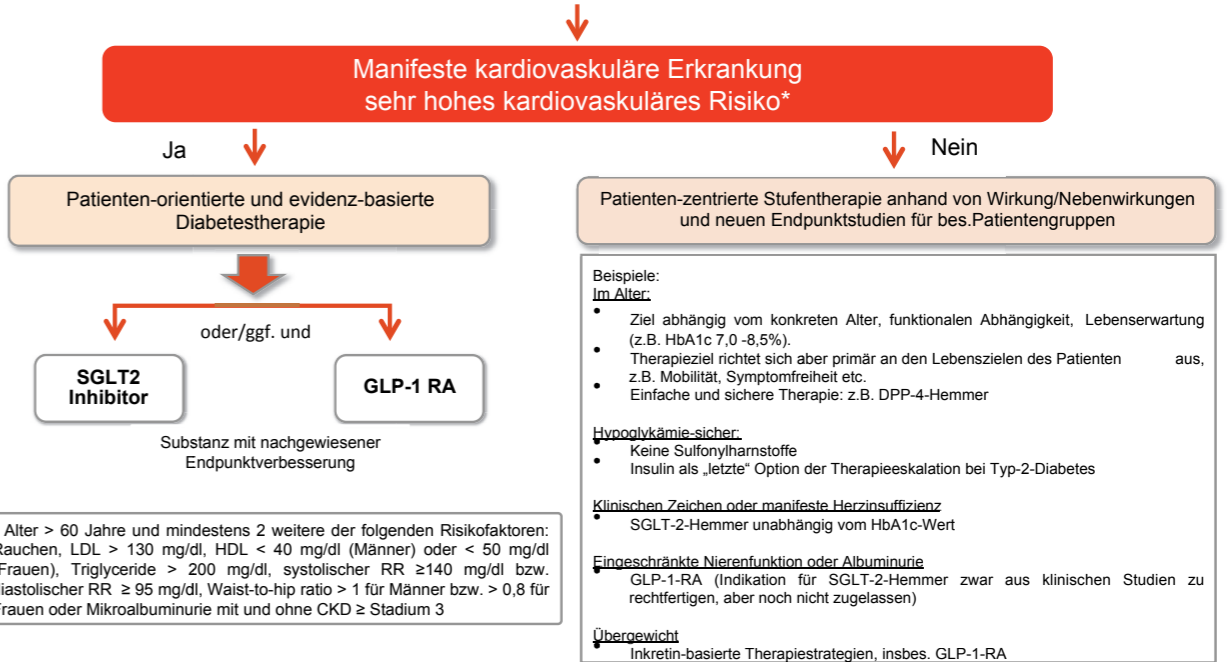 Manifeste kardiovaskuläre Erkrankung
sehr hohes kardiovaskuläres Risiko*
Ja
Nein
Patienten-orientierte und evidenz-basierte
Diabetestherapie
oder/ggf. und
SGLT2
Inhibitor
GLP-1 RA
Substanz mit nachgewiesener
Endpunktverbesserung
Alter > 60 Jahre und mindestens 2 weitere der folgenden Risikofaktoren:
Rauchen, LDL > 130 mg/dl, HDL < 40 mg/dl (Männer) oder < 50 mg/dl
Frauen), Triglyceride > 200 mg/dl, systolischer RR ≥140 mg/dl bzw.
diastolischer RR ≥ 95 mg/dl, Waist-to-hip ratio > 1 für Männer bzw. > 0,8 für
Frauen oder Mikroalbuminurie mit und ohne CKD ≥ Stadium 3
Patienten-zentrierte Stufentherapie anhand von Wirkung/Nebenwirkungen
und neuen Endpunktstudien für bes.Patientengruppen
Beispiele:
Im Alter:
• Ziel abhängig vom konkreten Alter, funktionalen Abhängigkeit, Lebenserwartung
(z.B. HbA1c 7,0 -8,5%).
• Therapieziel richtet sich aber primär an den Lebenszielen des Patienten aus,
z.B. Mobilität, Symptomfreiheit etc.
• Einfache und sichere Therapie: z.B. DPP-4-Hemmer
Hypoglykämie-sicher:
• Keine Sulfonylharnstoffe
• Insulin als „letzte" Option der Therapieeskalation bei Typ-2-Diabetes
Klinischen Zeichen oder manifeste Herzinsuffizienz
• SGLT-2-Hemmer unabhängig vom HbA1c-Wert
Eingeschränkte Nierenfunktion oder Albuminurie
• GLP-1-RA (Indikation für SGLT-2-Hemmer zwar aus klinischen Studien zu
rechtfertigen, aber noch nicht zugelassen)
Übergewicht
• Inkretin-basierte Therapiestrategien, insbes. GLP-1-RA